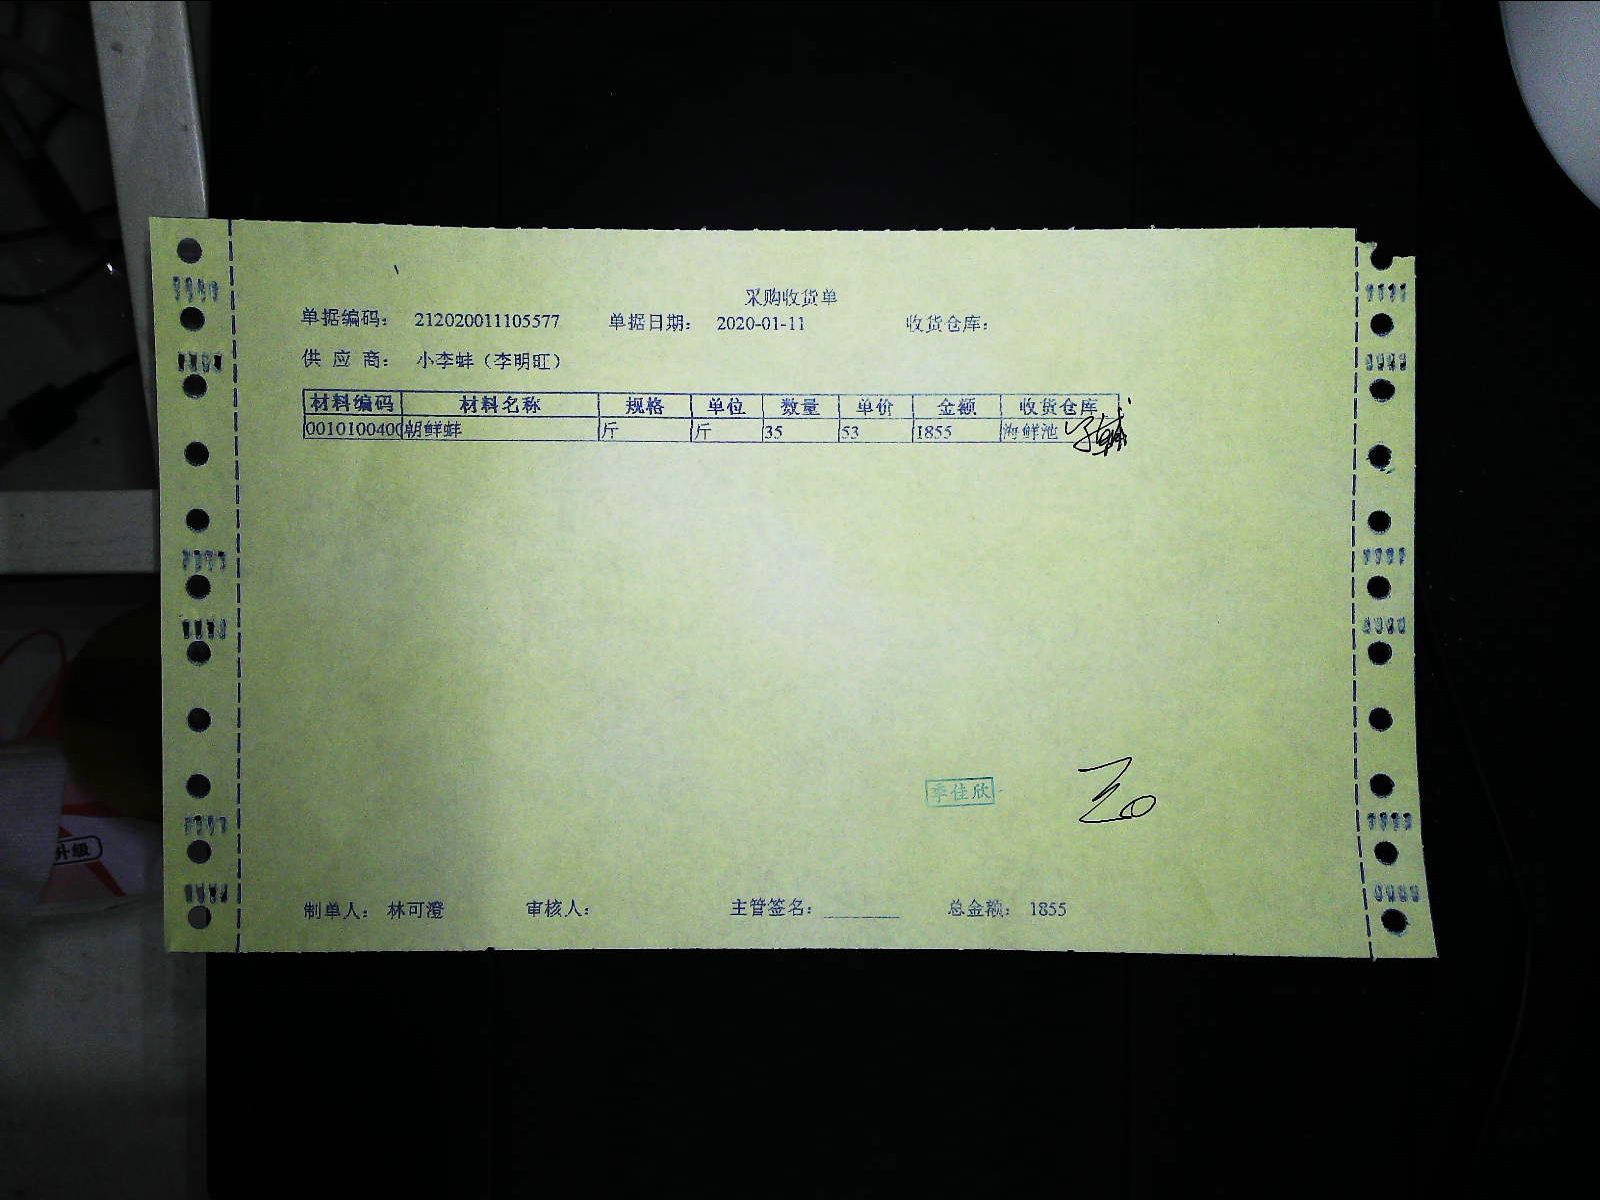 采购收货单
单据编码： 212020011105577 单据日期： 2020-01-11 收货仓库：
供 应 商： 小李蚌（李明旺）
材料编码 材料名称 规格 单位 数量 单价 金额 收货仓库
0010100400 朝鲜蚌 斤 斤 35 53 1855 海鲜池
李佳欣
制单人： 林可澄 审核人： 主管签名：________ 总金额： 1855
升級